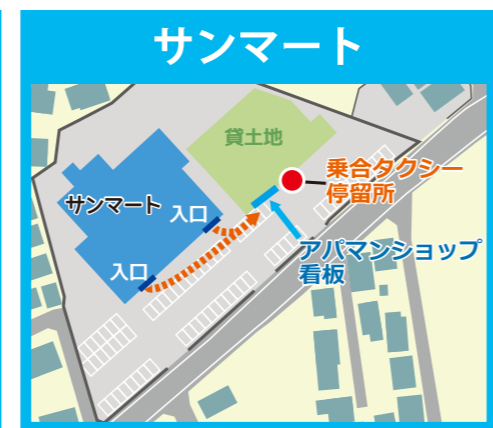 サンマート
貸土地
乗合タクシー
停留所
サンマート
入口
アパマンショップ
看板
入口